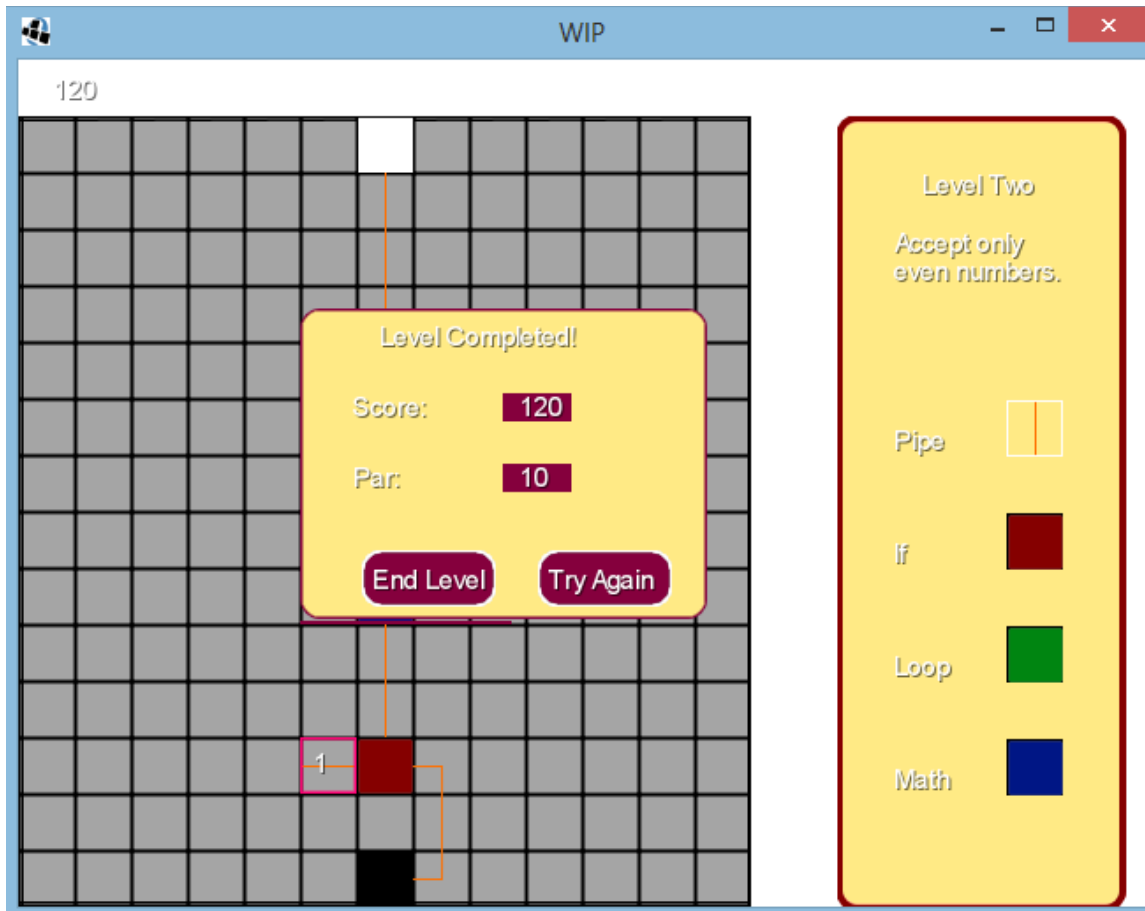 WIP
120
Level Two
Accept only
even numbers.
Level Completed!
Score: 120
Par: 10
End Level Try Again
Pipe
If
Loop
Math
1